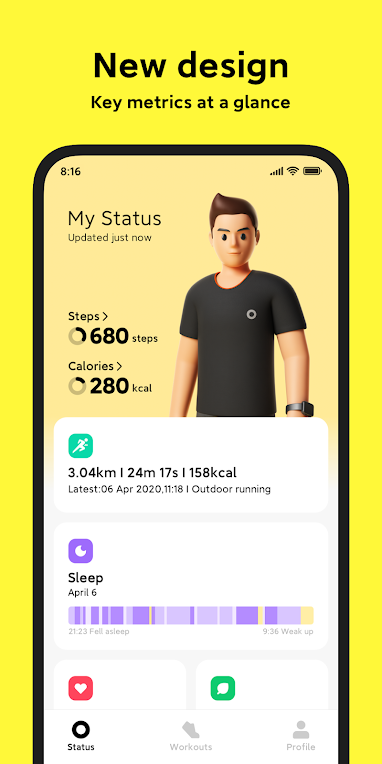 New design
Key metrics at a glance
8:16
My Status
Updated just now
Steps >
680 steps
Calories >
280 kcal
3.04km I 24m 17s I 158kcal
Latest:06 Apr 2020,11:18 I Outdoor running
Sleep
April 6
21:23 Fell asleep
9:36 Weak up
Status
Workouts
Profile